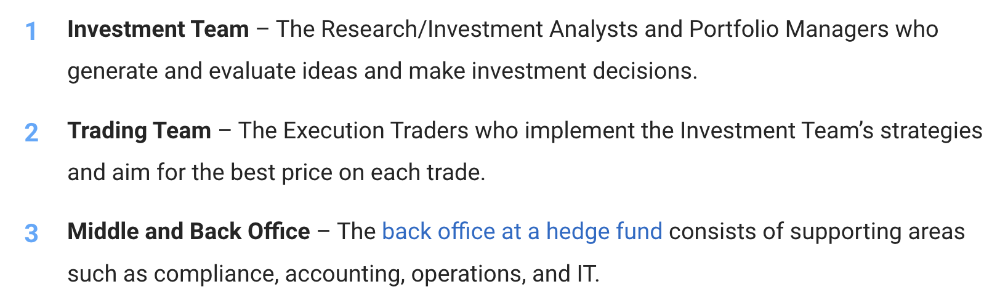 1 Investment Team – The Research/Investment Analysts and Portfolio Managers who
generate and evaluate ideas and make investment decisions.
2 Trading Team – The Execution Traders who implement the Investment Team’s strategies
and aim for the best price on each trade.
3 Middle and Back Office – The back office at a hedge fund consists of supporting areas
such as compliance, accounting, operations, and IT.